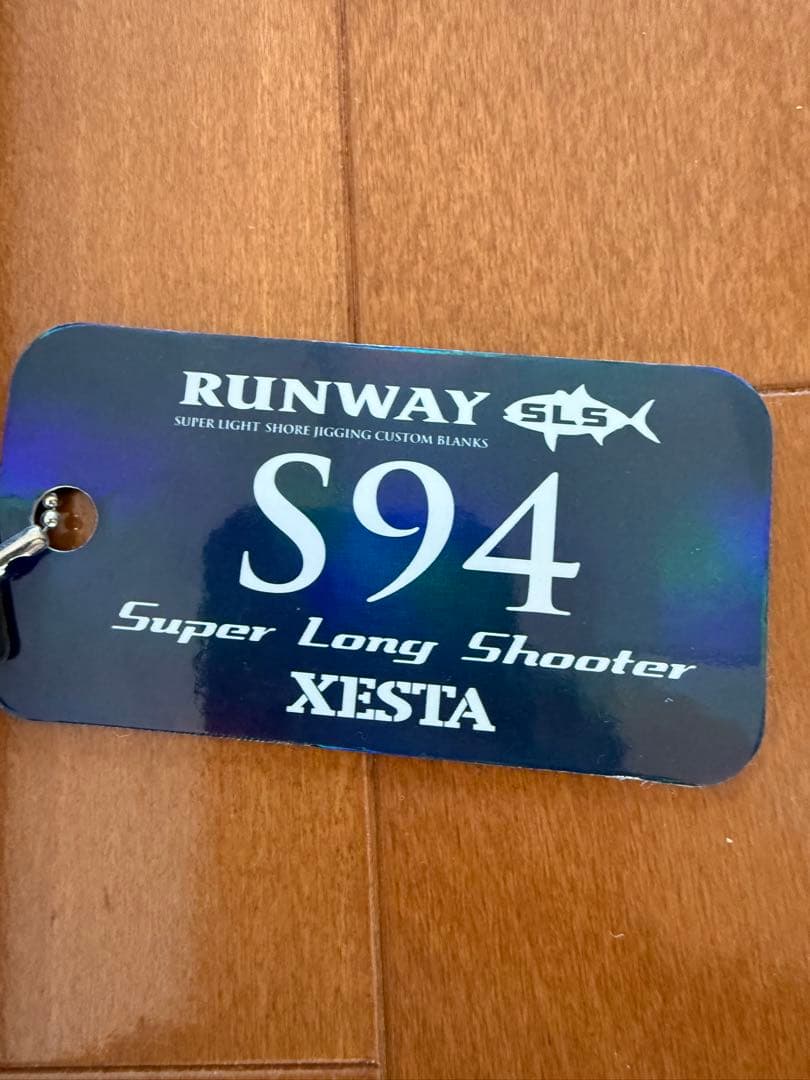 RUNWAY SLS
SUPER LIGHT SHORE JIGGING CUSTOM BLANKS
S94
Super Long Shooter
XESTA